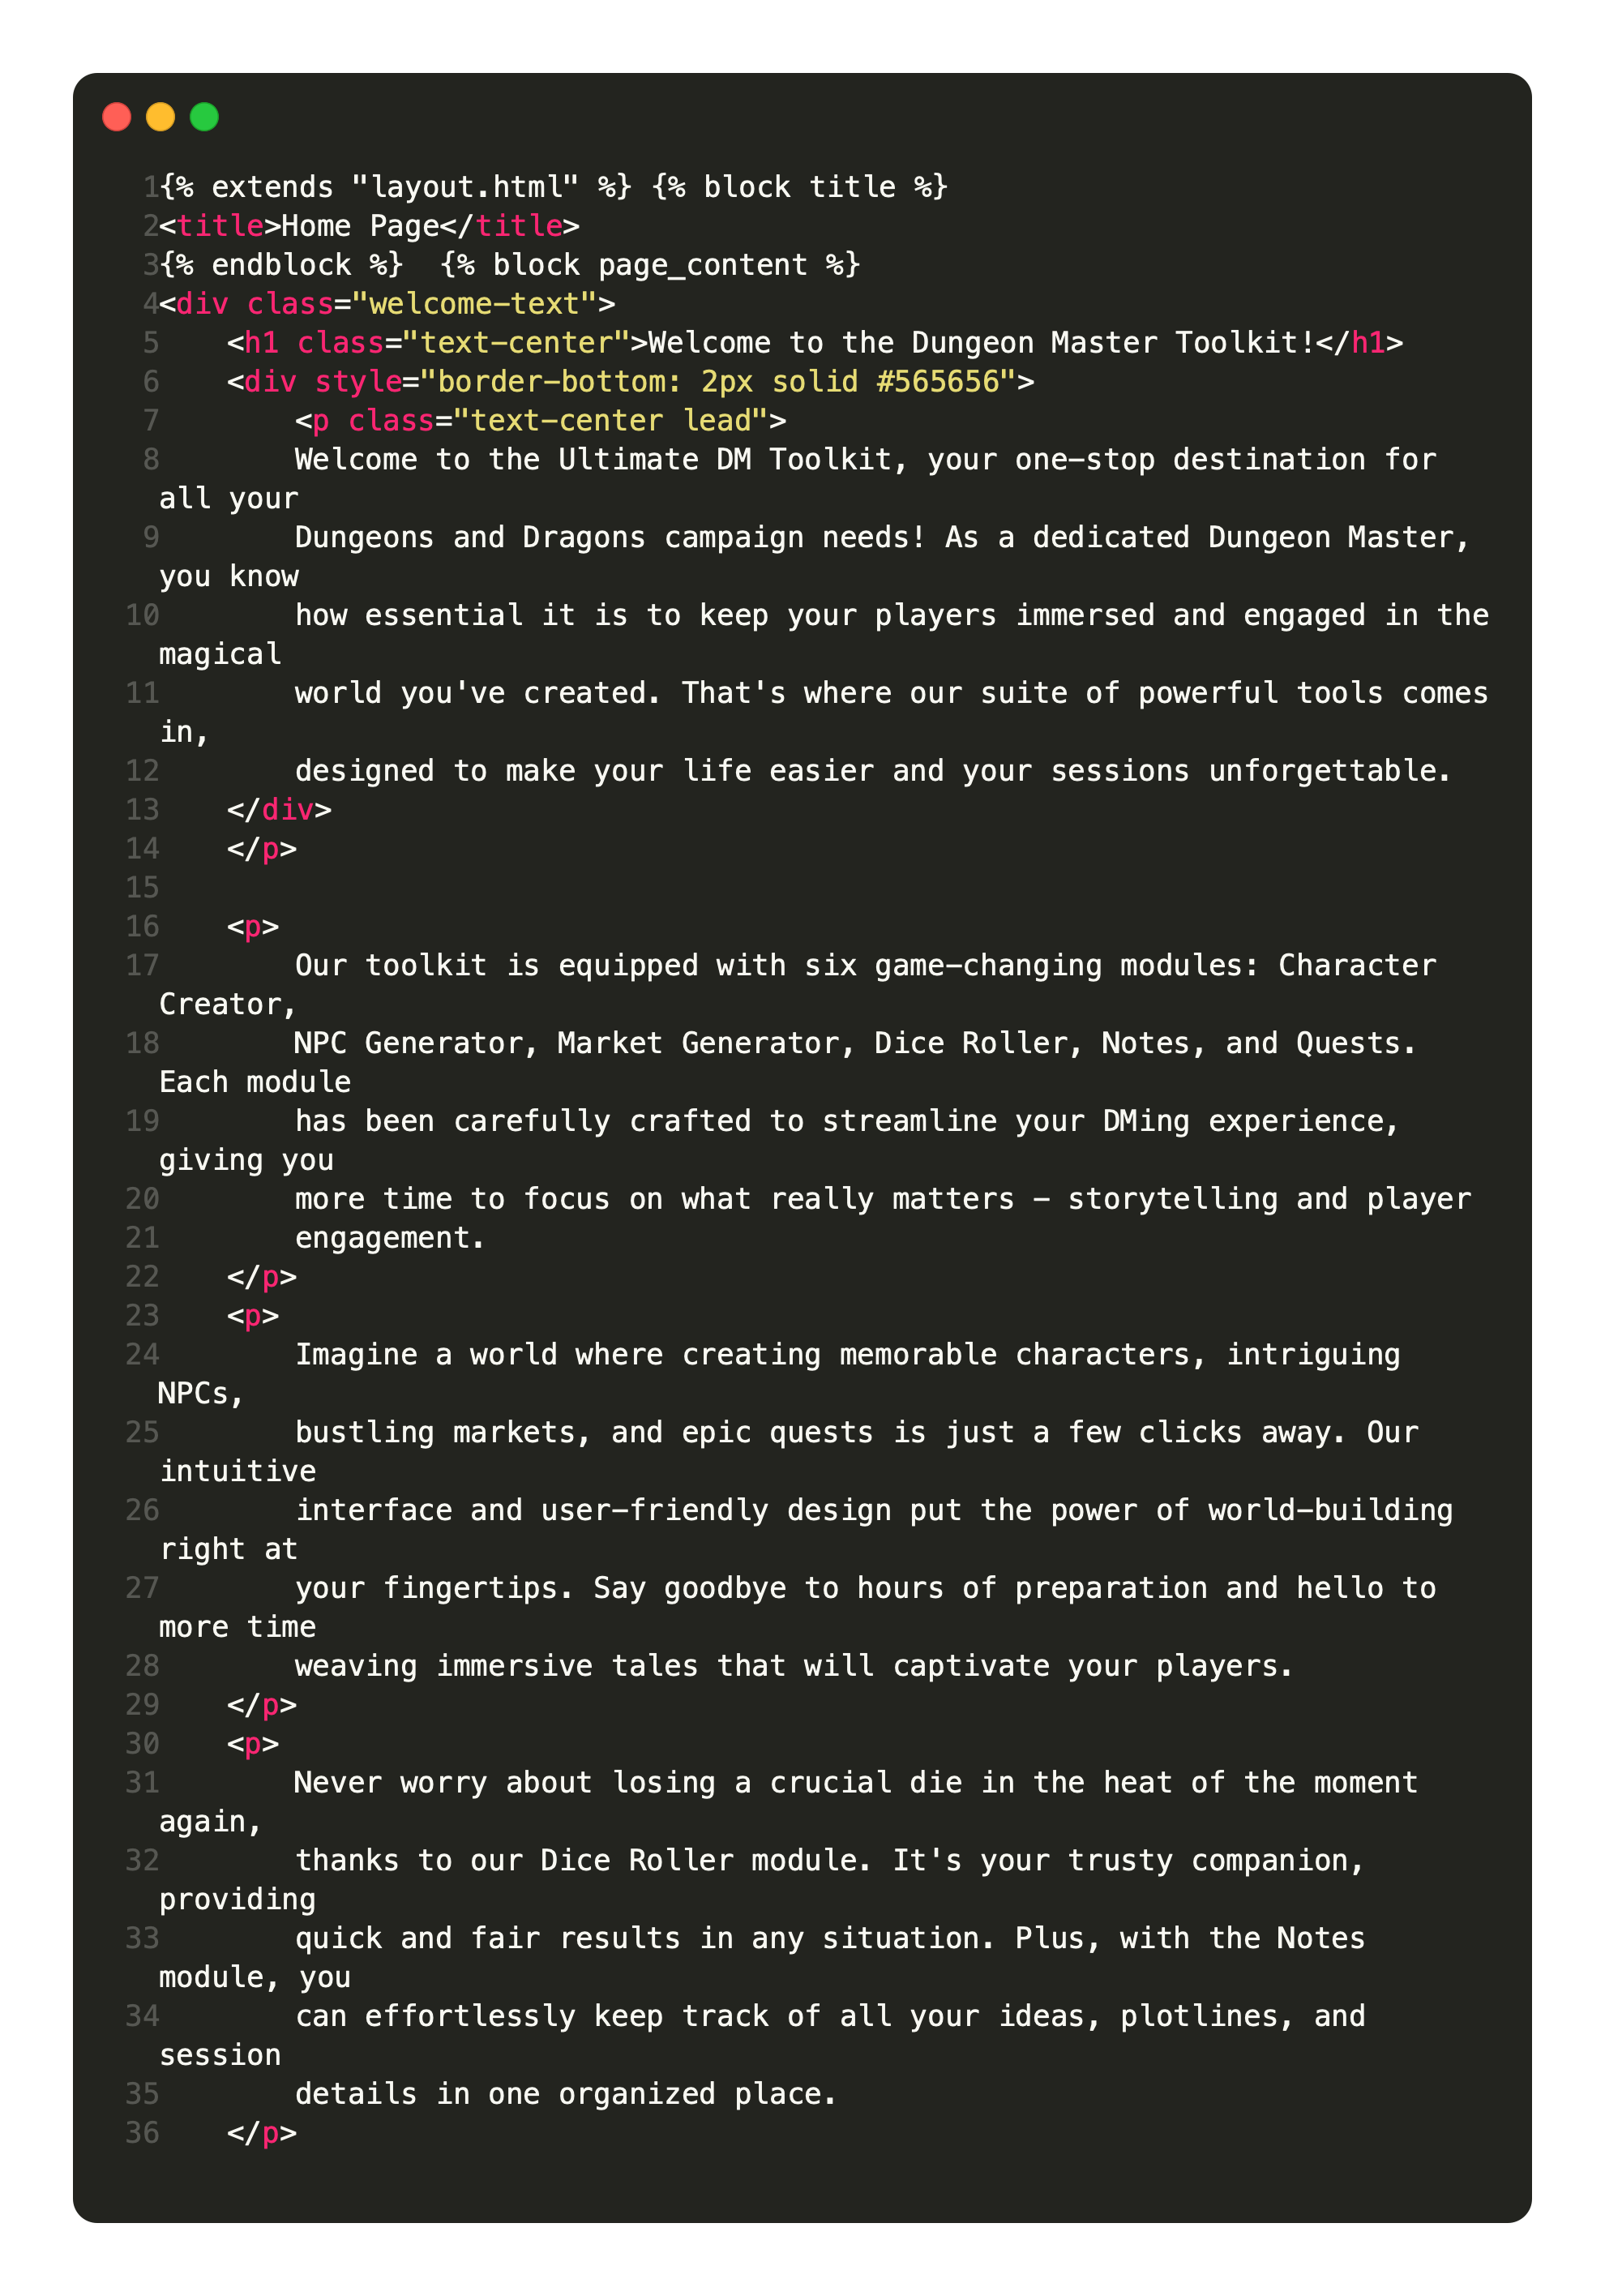 1{% extends "layout.html" %} {% block title %}
2<title>Home Page</title>
3{% endblock %}  {% block page_content %}
4<div class="welcome-text">
5    <h1 class="text-center">Welcome to the Dungeon Master Toolkit!</h1>
6    <div style="border-bottom: 2px solid #565656">
7        <p class="text-center lead">
8        Welcome to the Ultimate DM Toolkit, your one-stop destination for
all your
9        Dungeons and Dragons campaign needs! As a dedicated Dungeon Master,
you know
10        how essential it is to keep your players immersed and engaged in the
magical
11        world you've created. That's where our suite of powerful tools comes
in,
12        designed to make your life easier and your sessions unforgettable.
13    </div>
14    </p>
15
16    <p>
17        Our toolkit is equipped with six game-changing modules: Character
Creator,
18        NPC Generator, Market Generator, Dice Roller, Notes, and Quests.
Each module
19        has been carefully crafted to streamline your DMing experience,
giving you
20        more time to focus on what really matters - storytelling and player
21        engagement.
22    </p>
23    <p>
24        Imagine a world where creating memorable characters, intriguing
NPCs,
25        bustling markets, and epic quests is just a few clicks away. Our
intuitive
26        interface and user-friendly design put the power of world-building
right at
27        your fingertips. Say goodbye to hours of preparation and hello to
more time
28        weaving immersive tales that will captivate your players.
29    </p>
30    <p>
31        Never worry about losing a crucial die in the heat of the moment
again,
32        thanks to our Dice Roller module. It's your trusty companion,
providing
33        quick and fair results in any situation. Plus, with the Notes
module, you
34        can effortlessly keep track of all your ideas, plotlines, and
session
35        details in one organized place.
36    </p>